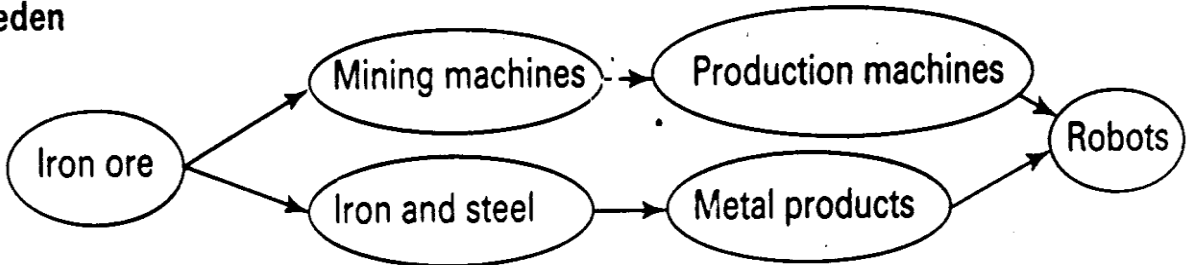 eden
Mining machines
Production machines
Iron ore
Robots
Iron and steel
Metal products